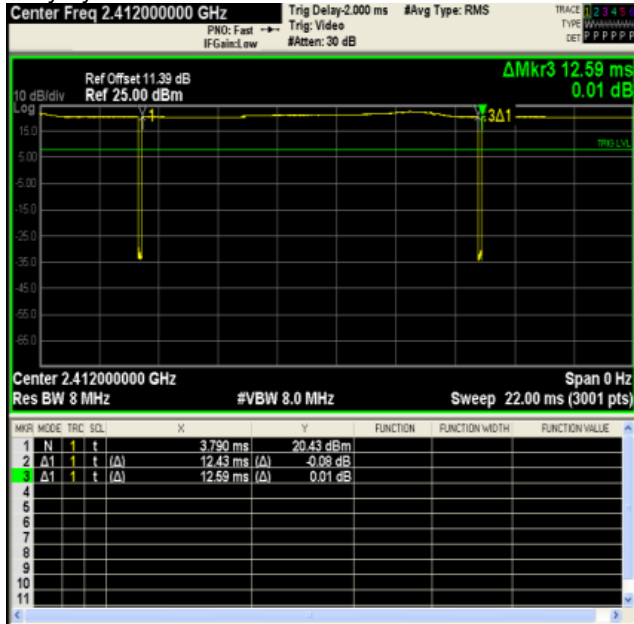 Center Freq 2.412000000 GHz
PNO: Fast
IFGain:Low
Trig Delay-2.000 ms
Trig: Video
#Atten: 30 dB
#Avg Type: RMS
TRACE 1 2 3 4 5 6
TYPE
DET P P P P P P
ΔMkr3 12.59 ms
0.01 dB
Ref Offset 11.39 dB
10 dB/div Ref 25.00 dBm
Log
1
3Δ1
15.0
TRIG LVL
5.00
-5.00
-15.0
-25.0
-35.0
-45.0
-55.0
-65.0
Center 2.412000000 GHz Span 0 Hz
Res BW 8 MHz #VBW 8.0 MHz Sweep 22.00 ms (3001 pts)
MKR MODE TRC SCL X Y FUNCTION FUNCTION WIDTH FUNCTION VALUE
1 N 1 t 3.790 ms 20.43 dBm
2 Δ1 1 t (Δ) 12.43 ms (Δ) -0.08 dB
3 Δ1 1 t (Δ) 12.59 ms (Δ) 0.01 dB
4
5
6
7
8
9
10
11